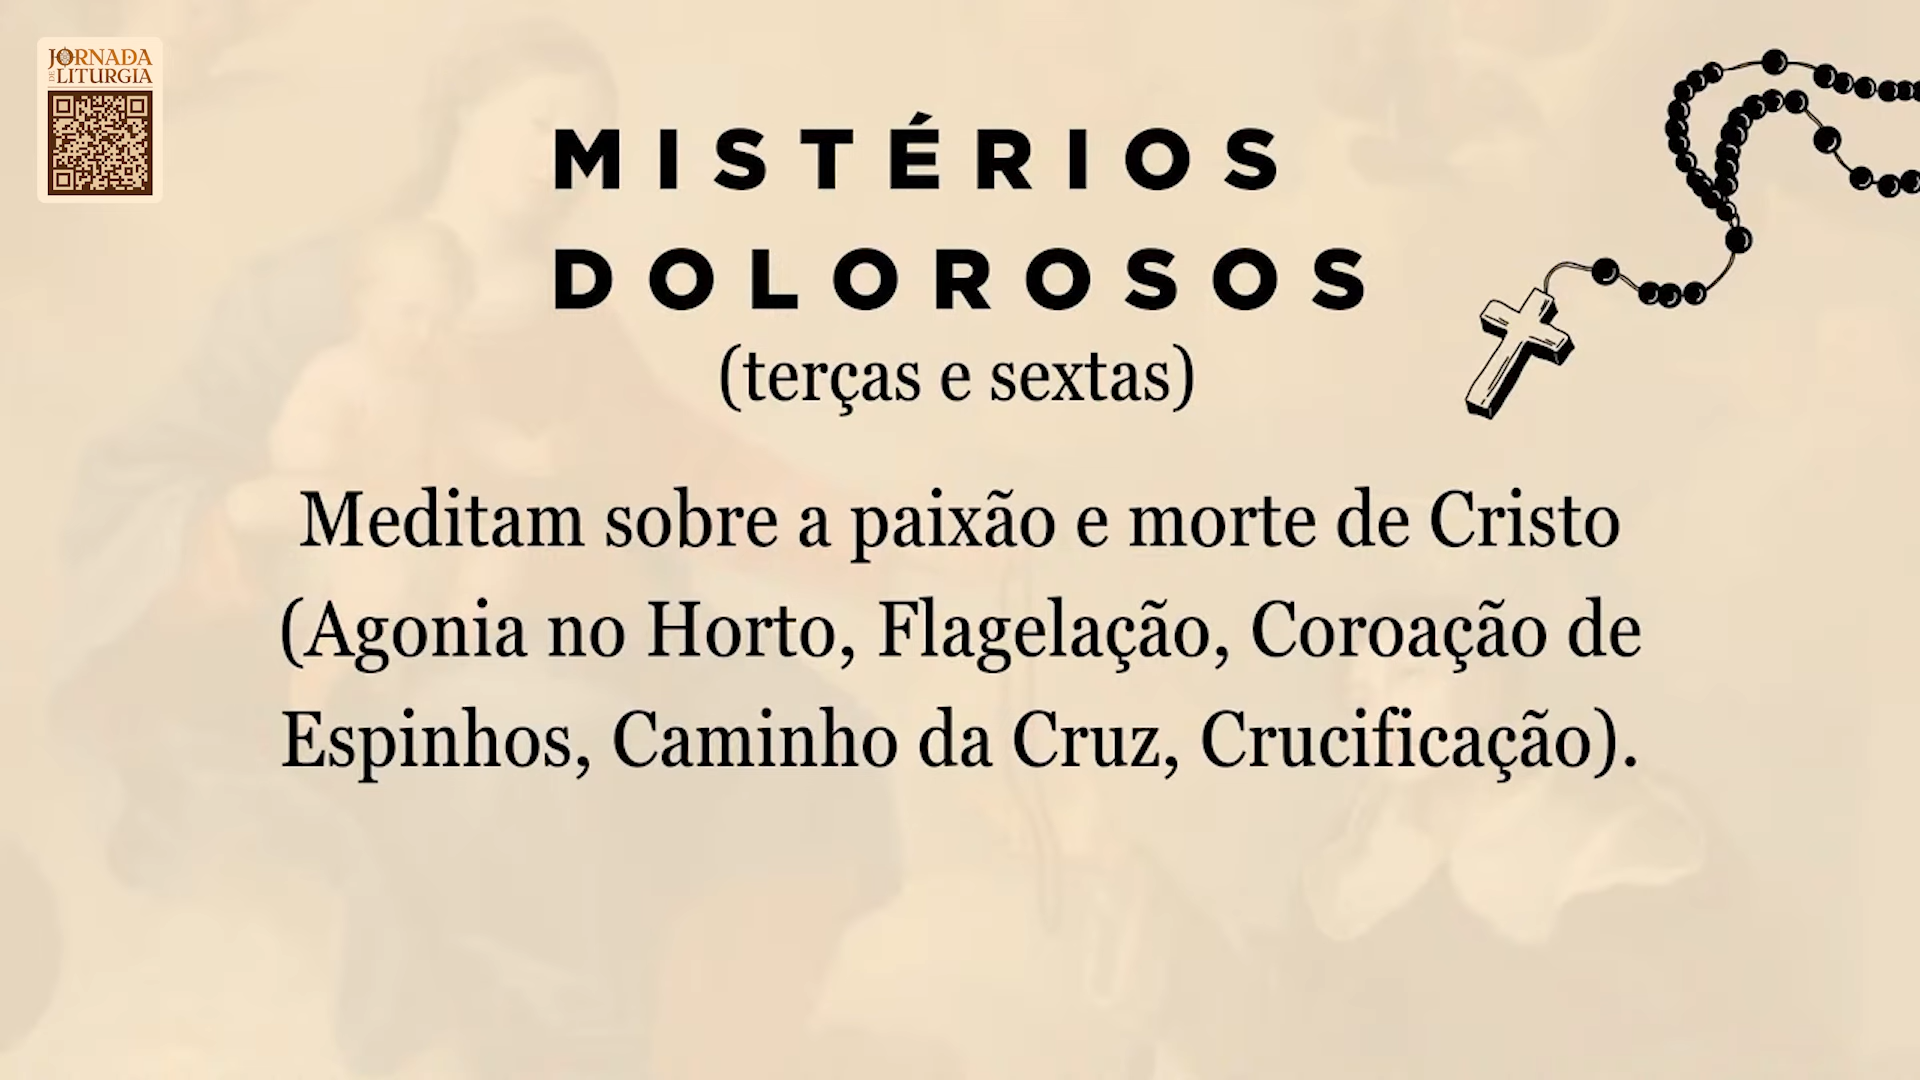 JORNADA
DE LITURGIA
MISTÉRIOS
DOLOROSOS
(terças e sextas)
Meditam sobre a paixão e morte de Cristo
(Agonia no Horto, Flagelação, Coroação de
Espinhos, Caminho da Cruz, Crucificação).